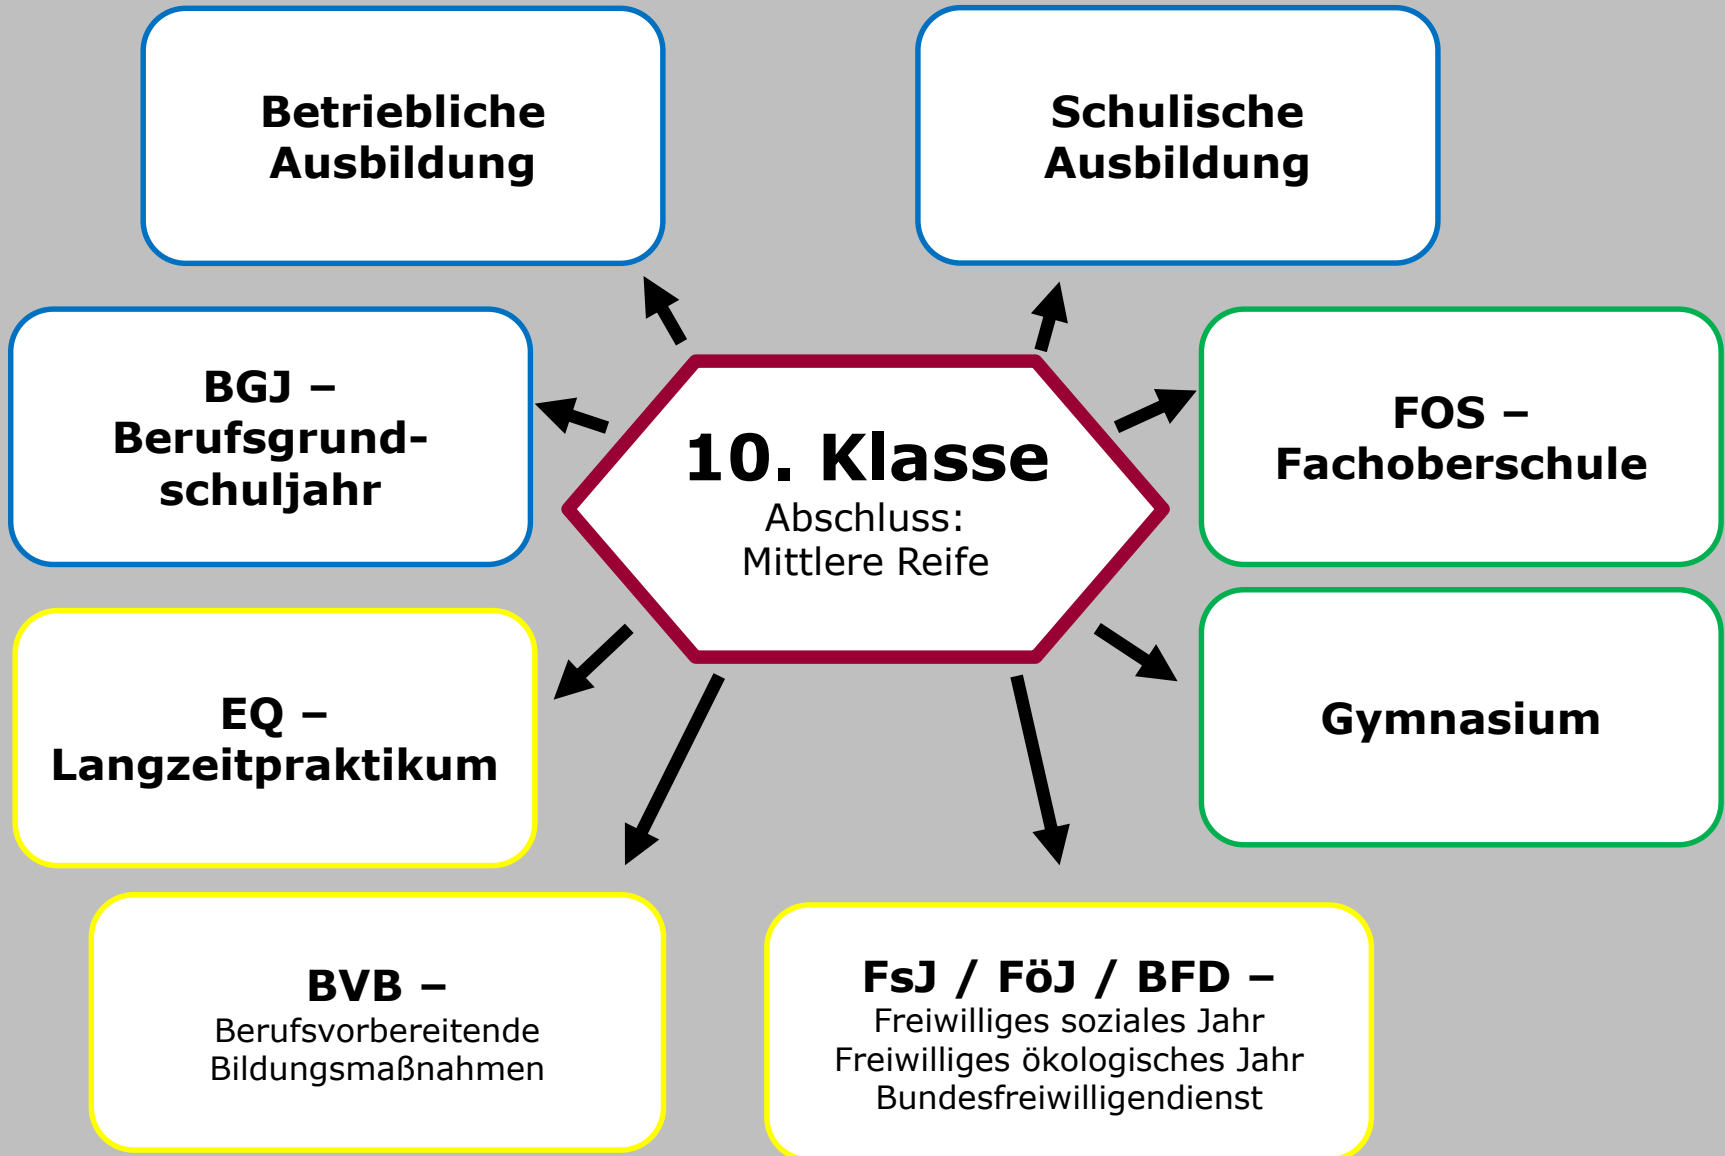 Betriebliche
Ausbildung
Schulische
Ausbildung
BGJ –
Berufsgrund-
schuljahr
10. Klasse
Abschluss:
Mittlere Reife
FOS –
Fachoberschule
EQ –
Langzeitpraktikum
Gymnasium
BVB –
Berufsvorbereitende
Bildungsmaßnahmen
FsJ / FöJ / BFD –
Freiwilliges soziales Jahr
Freiwilliges ökologisches Jahr
Bundesfreiwilligendienst